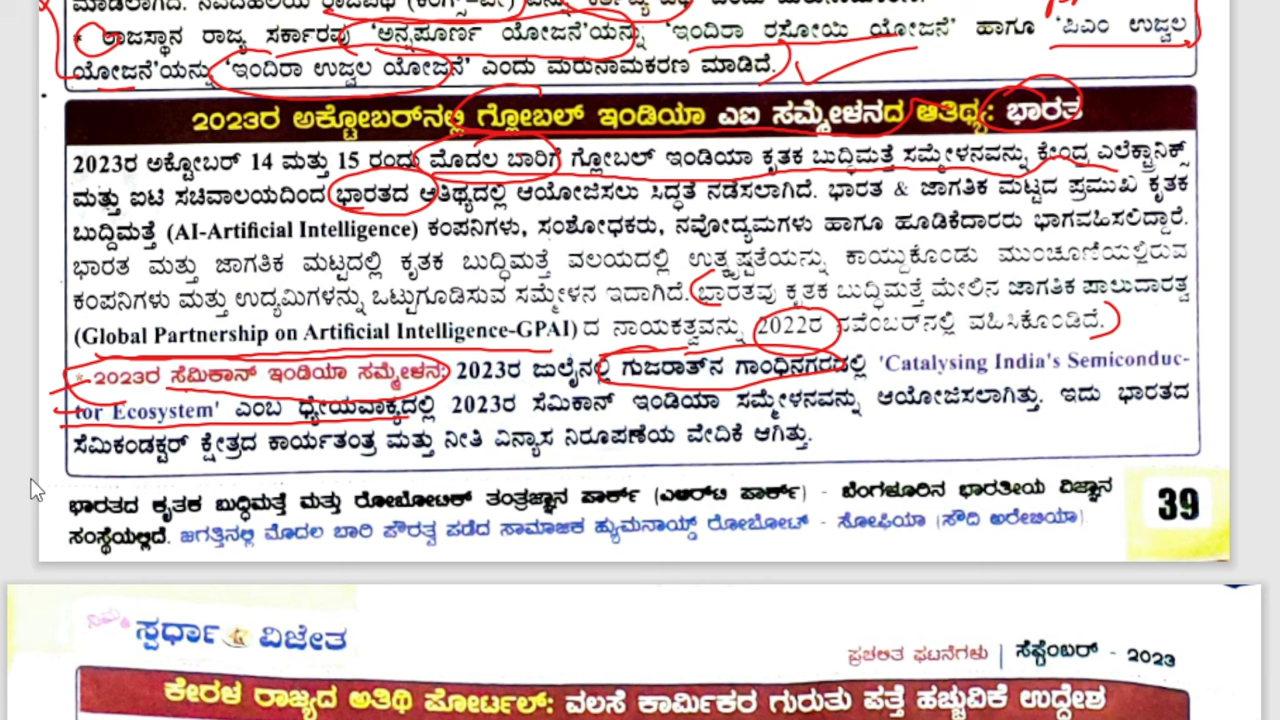 ಮಾಡಲಾಗಿದೆ. ನವದೆಹಲಿಯ ರಾಜಪಥ
* ರಾಜಸ್ಥಾನ ರಾಜ್ಯ ಸರ್ಕಾರವು 'ಅನ್ನಪೂರ್ಣ ಯೋಜನೆ'ಯನ್ನು 'ಇಂದಿರಾ ರಸೋಯಿ ಯೋಜನೆ' ಹಾಗೂ 'ಪಿಎಂ ಉಜ್ವಲ
ಯೋಜನೆ'ಯನ್ನು 'ಇಂದಿರಾ ಉಜ್ವಲ ಯೋಜನೆ' ಎಂದು ಮರುನಾಮಕರಣ ಮಾಡಿದೆ.
2023ರ ಅಕ್ಟೋಬರ್‌ನಲ್ಲಿ ಗ್ಲೋಬಲ್ ಇಂಡಿಯಾ ಎಐ ಸಮ್ಮೇಳನದ ಆತಿಥ್ಯ: ಭಾರತ
2023ರ ಅಕ್ಟೋಬರ್ 14 ಮತ್ತು 15 ರಂದು ಮೊದಲ ಬಾರಿಗೆ ಗ್ಲೋಬಲ್ ಇಂಡಿಯಾ ಕೃತಕ ಬುದ್ಧಿಮತ್ತೆ ಸಮ್ಮೇಳನವನ್ನು ಕೇಂದ್ರ ಎಲೆಕ್ಟ್ರಾನಿಕ್ಸ್
ಮತ್ತು ಐಟಿ ಸಚಿವಾಲಯದಿಂದ ಭಾರತದ ಆತಿಥ್ಯದಲ್ಲಿ ಆಯೋಜಿಸಲು ಸಿದ್ಧತೆ ನಡೆಸಲಾಗಿದೆ. ಭಾರತ & ಜಾಗತಿಕ ಮಟ್ಟದ ಪ್ರಮುಖ ಕೃತಕ
ಬುದ್ದಿಮತ್ತೆ (AI-Artificial Intelligence) ಕಂಪನಿಗಳು, ಸಂಶೋಧಕರು, ನವೋದ್ಯಮಗಳು ಹಾಗೂ ಹೂಡಿಕೆದಾರರು ಭಾಗವಹಿಸಲಿದ್ದಾರೆ.
ಭಾರತ ಮತ್ತು ಜಾಗತಿಕ ಮಟ್ಟದಲ್ಲಿ ಕೃತಕ ಬುದ್ಧಿಮತ್ತೆ ವಲಯದಲ್ಲಿ ಉತ್ಕೃಷ್ಟತೆಯನ್ನು ಕಾಯ್ದುಕೊಂಡು ಮುಂಚೂಣಿಯಲ್ಲಿರುವ
ಕಂಪನಿಗಳು ಮತ್ತು ಉದ್ಯಮಿಗಳನ್ನು ಒಟ್ಟುಗೂಡಿಸುವ ಸಮ್ಮೇಳನ ಇದಾಗಿದೆ. ಭಾರತವು ಕೃತಕ ಬುದ್ಧಿಮತ್ತೆ ಮೇಲಿನ ಜಾಗತಿಕ ಪಾಲುದಾರತ್ವ
(Global Partnership on Artificial Intelligence-GPAI) ದ ನಾಯಕತ್ವವನ್ನು 2022ರ ನವೆಂಬರ್‌ನಲ್ಲಿ ವಹಿಸಿಕೊಂಡಿದೆ.
* 2023ರ ಸೆಮಿಕಾನ್ ಇಂಡಿಯಾ ಸಮ್ಮೇಳನ: 2023ರ ಜುಲೈನಲ್ಲಿ ಗುಜರಾತ್‌ನ ಗಾಂಧಿನಗರದಲ್ಲಿ 'Catalysing India's Semiconduc-
tor Ecosystem' ಎಂಬ ಧ್ಯೇಯವಾಕ್ಯದಲ್ಲಿ 2023ರ ಸೆಮಿಕಾನ್ ಇಂಡಿಯಾ ಸಮ್ಮೇಳನವನ್ನು ಆಯೋಜಿಸಲಾಗಿತ್ತು. ಇದು ಭಾರತದ
ಸೆಮಿಕಂಡಕ್ಟರ್ ಕ್ಷೇತ್ರದ ಕಾರ್ಯತಂತ್ರ ಮತ್ತು ನೀತಿ ವಿನ್ಯಾಸ ನಿರೂಪಣೆಯ ವೇದಿಕೆ ಆಗಿತ್ತು.
ಭಾರತದ ಕೃತಕ ಬುದ್ಧಿಮತ್ತೆ ಮತ್ತು ರೋಬೋಟಿಕ್ ತಂತ್ರಜ್ಞಾನ ಪಾರ್ಕ್ (ಎಆರ್‌ಟಿ ಪಾರ್ಕ್) - ಬೆಂಗಳೂರಿನ ಭಾರತೀಯ ವಿಜ್ಞಾನ
ಸಂಸ್ಥೆಯಲ್ಲಿದೆ. ಜಗತ್ತಿನಲ್ಲಿ ಮೊದಲ ಬಾರಿ ಪೌರತ್ವ ಪಡೆದ ಸಾಮಾಜಿಕ ಹ್ಯುಮನಾಯ್ಡ್ ರೋಬೋಟ್ - ಸೋಫಿಯಾ (ಸೌದಿ ಅರೇಬಿಯಾ)
39
ನಿಮ್ಮ
ಸ್ಪರ್ಧಾ ವಿಜೇತ
ಪ್ರಚಲಿತ ಘಟನೆಗಳು | ಸೆಪ್ಟೆಂಬರ್ - 2023
ಕೇರಳ ರಾಜ್ಯದ ಅತಿಥಿ ಪೋರ್ಟಲ್: ವಲಸೆ ಕಾರ್ಮಿಕರ ಗುರುತು ಪತ್ತೆ ಹಚ್ಚುವಿಕೆ ಉದ್ದೇಶ